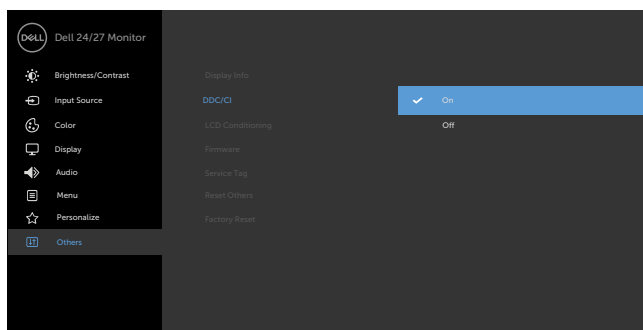 DELL
Dell 24/27 Monitor
Brightness/Contrast
Input Source
Color
Display
Audio
Menu
Personalize
Others
Display Info
DDC/CI
LCD Conditioning
Firmware
Service Tag
Reset Others
Factory Reset
On
Off